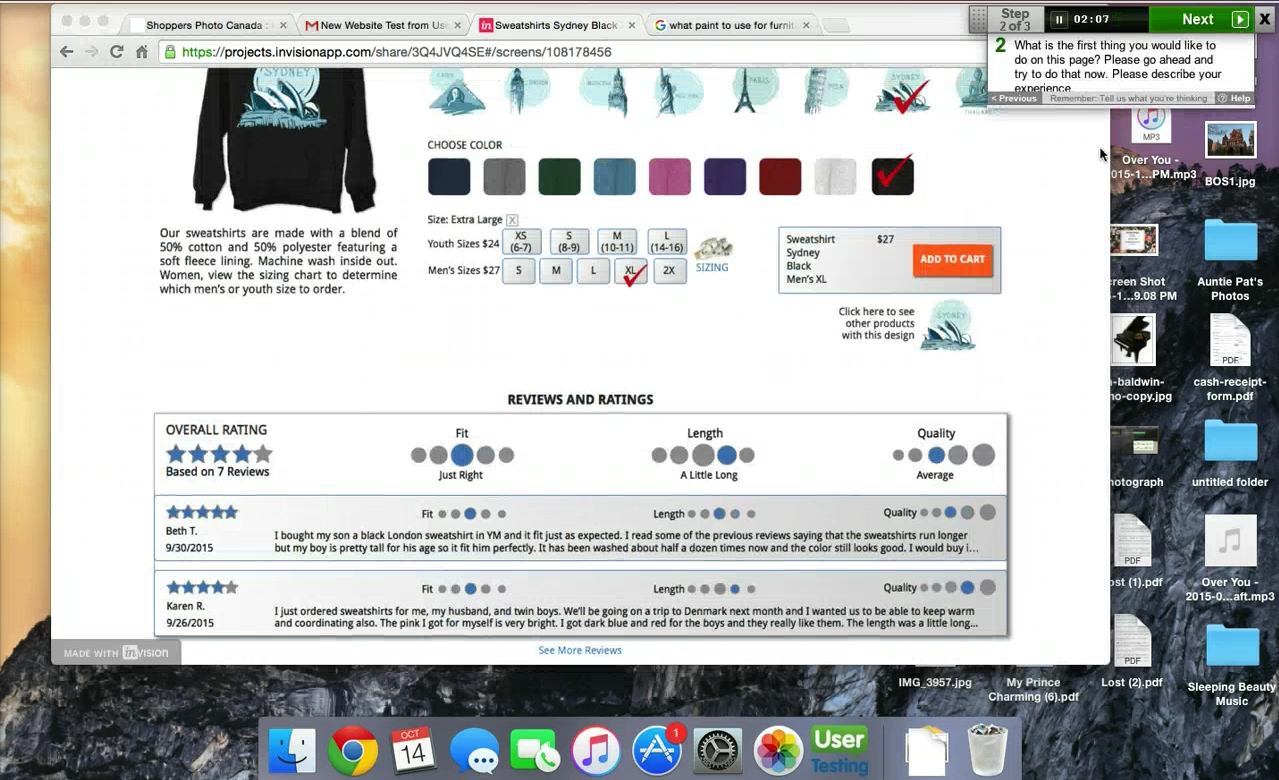 Shoppers Photo Canada :
New Website Test from Use
in Sweatshirts Sydney Black
what paint to use for furnit
Step
2 of 3
02:07
Next
X
https://projects.invisionapp.com/share/3Q4JVQ4SE#/screens/108178456
2 What is the first thing you would like to
do on this page? Please go ahead and
try to do that now. Please describe your
experience.
< Previous
Remember: Tell us what you're thinking
? Help
SYDNEY
PARIS
PISA
SYDNEY
CHOOSE COLOR
Our sweatshirts are made with a blend of
50% cotton and 50% polyester featuring a
soft fleece lining. Machine wash inside out.
Women, view the sizing chart to determine
which men's or youth size to order.
Size: Extra Large X
Youth Sizes $24
XS
(6-7)
S
(8-9)
M
(10-11)
L
(14-16)
Men's Sizes $27
S
M
L
XL
2X
SIZING
Sweatshirt $27
Sydney
Black
Men's XL
ADD TO CART
Click here to see
other products
with this design
SYDNEY
REVIEWS AND RATINGS
OVERALL RATING
Based on 7 Reviews
Fit
Just Right
Length
A Little Long
Quality
Average
Beth T.
9/30/2015
Fit
Length
Quality
I bought my son a black London sweatshirt in YM and it fit just as expected. I read some of the previous reviews saying that the sweatshirts run longer
but my boy is pretty tall for his age so it fit him perfectly. It has been washed about half a dozen times now and the color still looks good. I would buy i...
Karen R.
9/26/2015
Fit
Length
Quality
I just ordered sweatshirts for me, my husband, and twin boys. We'll be going on a trip to Denmark next month and I wanted us to be able to keep warm
and coordinating also. The pink I got for myself is very bright. I got dark blue and red for the boys and they really like them. The length was a little long...
See More Reviews
MADE WITH invision
MP3
Over You -
015-1...PM.mp3
BOS1.jpg
reen Shot
5-1...9.08 PM
Auntie Pat's
Photos
PDF
n-baldwin-
no-copy.jpg
cash-receipt-
form.pdf
hotograph
untitled folder
PDF
ost (1).pdf
Over You -
2015-0...aft.mp3
PDF
IMG_3957.jpg
My Prince
Charming (6).pdf
Lost (2).pdf
Sleeping Beauty
Music
OCT
14
1
User
Testing